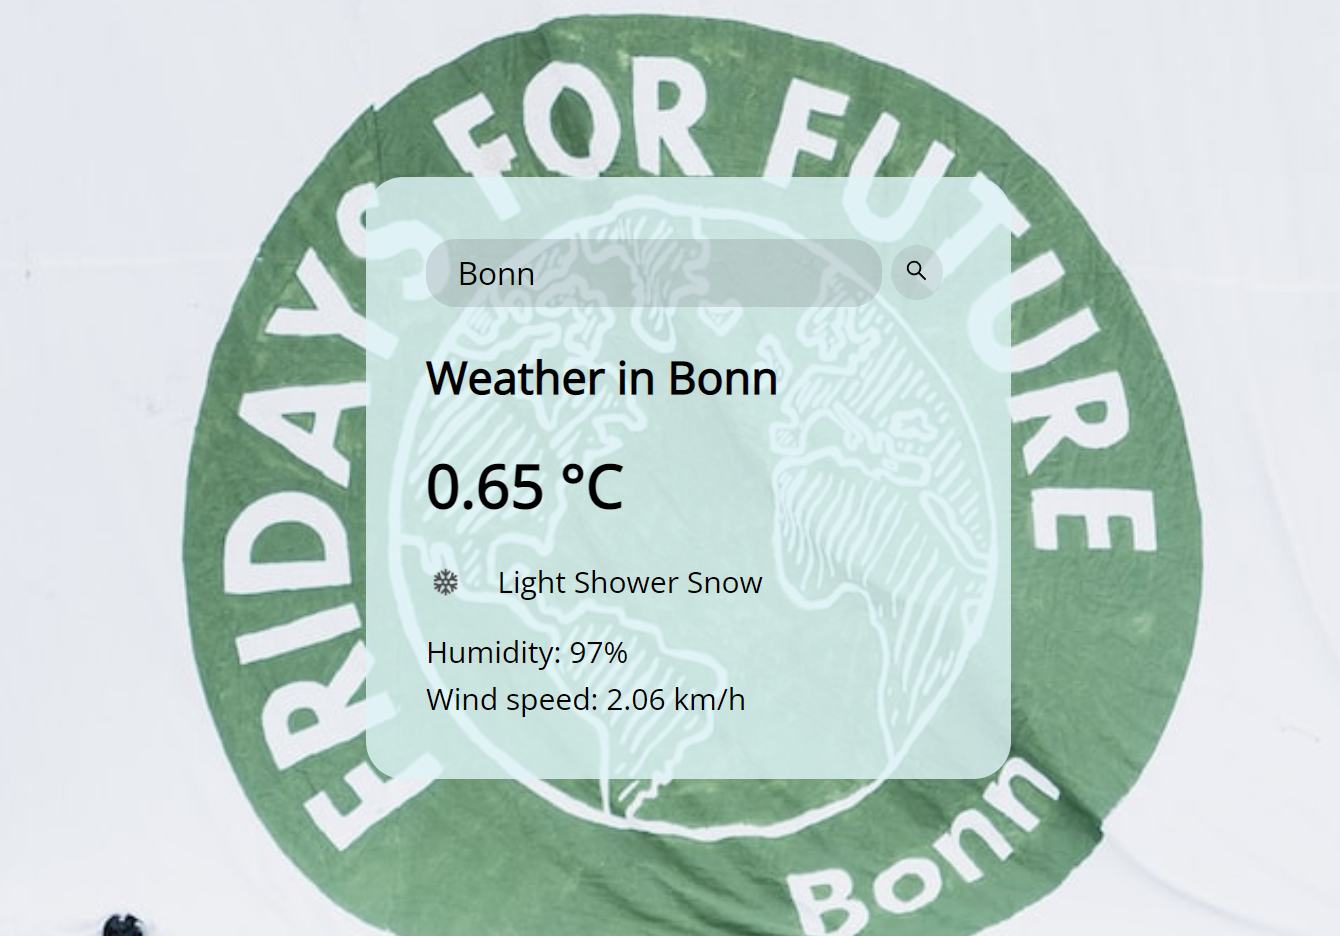 FRIDAYS FOR FUTURE
Bonn
Weather in Bonn
0.65 °C
Light Shower Snow
Humidity: 97%
Wind speed: 2.06 km/h
Bonn